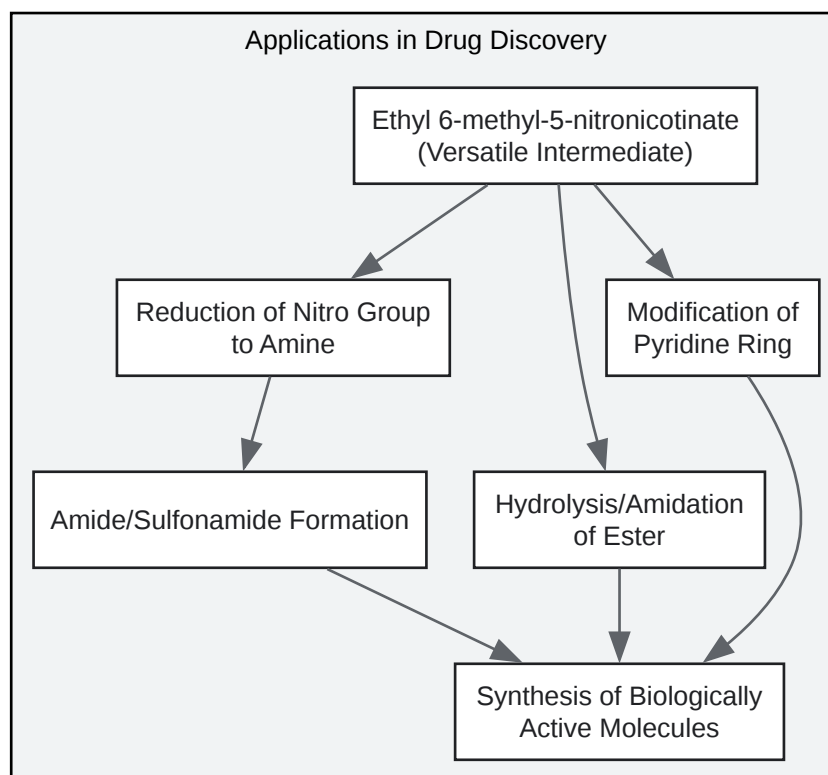 Applications in Drug Discovery
Ethyl 6-methyl-5-nitronicotinate
(Versatile Intermediate)
Reduction of Nitro Group
to Amine
Modification of
Pyridine Ring
Amide/Sulfonamide Formation
Hydrolysis/Amidation
of Ester
Synthesis of Biologically
Active Molecules